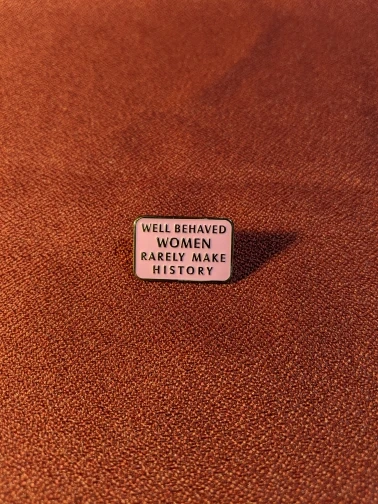 WELL BEHAVED
WOMEN
RARELY MAKE
HISTORY